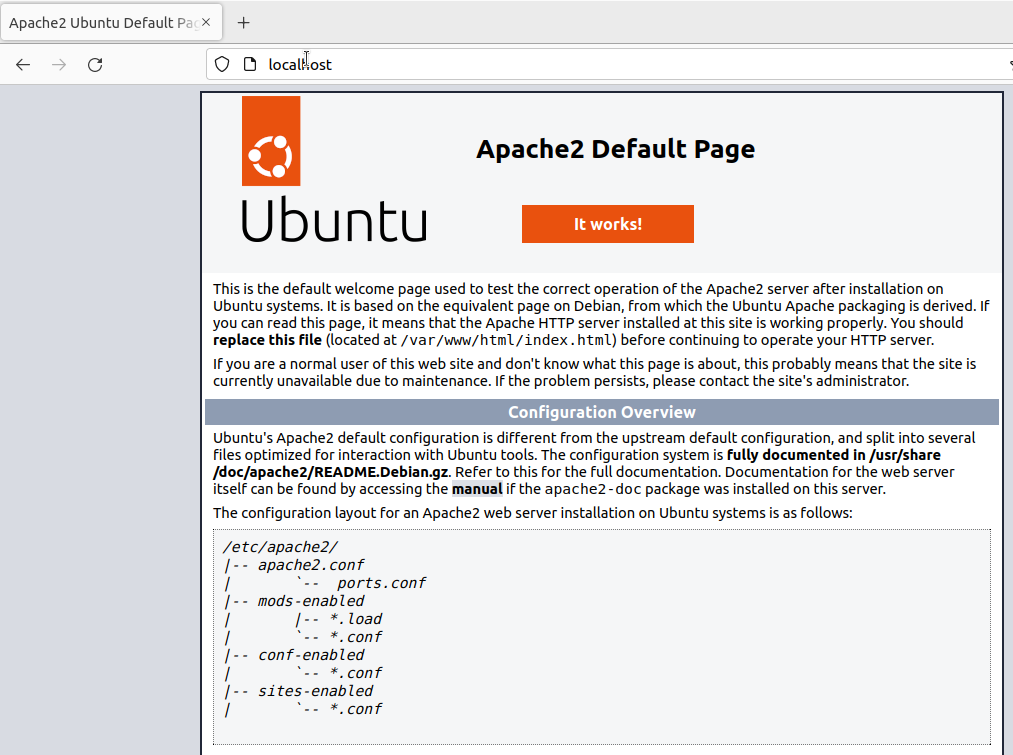 Apache2 Ubuntu Default Pag
localhost
Apache2 Default Page
Ubuntu
It works!
This is the default welcome page used to test the correct operation of the Apache2 server after installation on
Ubuntu systems. It is based on the equivalent page on Debian, from which the Ubuntu Apache packaging is derived. If
you can read this page, it means that the Apache HTTP server installed at this site is working properly. You should
replace this file (located at /var/www/html/index.html) before continuing to operate your HTTP server.
If you are a normal user of this web site and don't know what this page is about, this probably means that the site is
currently unavailable due to maintenance. If the problem persists, please contact the site's administrator.
Configuration Overview
Ubuntu's Apache2 default configuration is different from the upstream default configuration, and split into several
files optimized for interaction with Ubuntu tools. The configuration system is fully documented in /usr/share
/doc/apache2/README.Debian.gz. Refer to this for the full documentation. Documentation for the web server
itself can be found by accessing the manual if the apache2-doc package was installed on this server.
The configuration layout for an Apache2 web server installation on Ubuntu systems is as follows:
/etc/apache2/
|-- apache2.conf
|       `--  ports.conf
|-- mods-enabled
|       |-- *.load
|       `-- *.conf
|-- conf-enabled
|       `-- *.conf
|-- sites-enabled
|       `-- *.conf